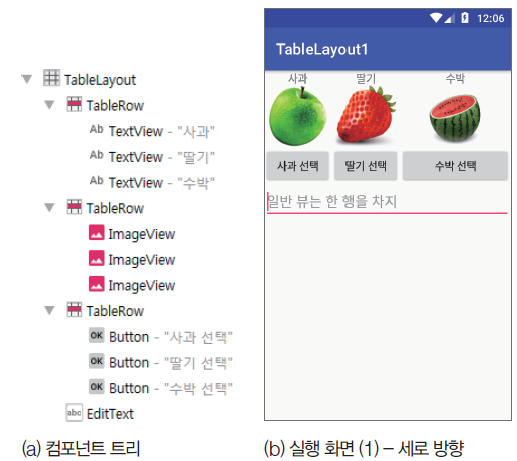 TableLayout
TableRow
Ab TextView - "사과"
Ab TextView - "딸기"
Ab TextView - "수박"
TableRow
ImageView
ImageView
ImageView
TableRow
OK Button - "사과 선택"
OK Button - "딸기 선택"
OK Button - "수박 선택"
abc EditText
(a) 컴포넌트 트리
12:06
TableLayout1
사과 딸기 수박
사과 선택 딸기 선택 수박 선택
일반 뷰는 한 행을 차지
(b) 실행 화면 (1) – 세로 방향